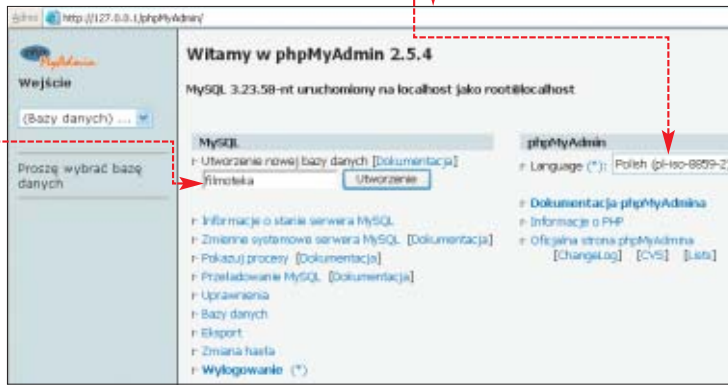 Adres http://127.0.0.1/phpMyAdmin/
phpMyAdmin
Wejście
(Bazy danych) ...
Proszę wybrać bazę
danych
Witamy w phpMyAdmin 2.5.4
MySQL 3.23.58-nt uruchomiony na localhost jako root@localhost
MySQL
Utworzenie nowej bazy danych [Dokumentacja]
filmoteka Utworzenie
Informacje o stanie serwera MySQL
Zmienne systemowe serwera MySQL [Dokumentacja]
Pokazuj procesy [Dokumentacja]
Przeładowanie MySQL [Dokumentacja]
Uprawnienia
Bazy danych
Eksport
Zmiana hasła
Wylogowanie (*)
phpMyAdmin
Language (*): Polish (pl-iso-8859-2)
Dokumentacja phpMyAdmina
Informacje o PHP
Oficjalna strona phpMyAdmina
[ChangeLog] [CVS] [Lists]